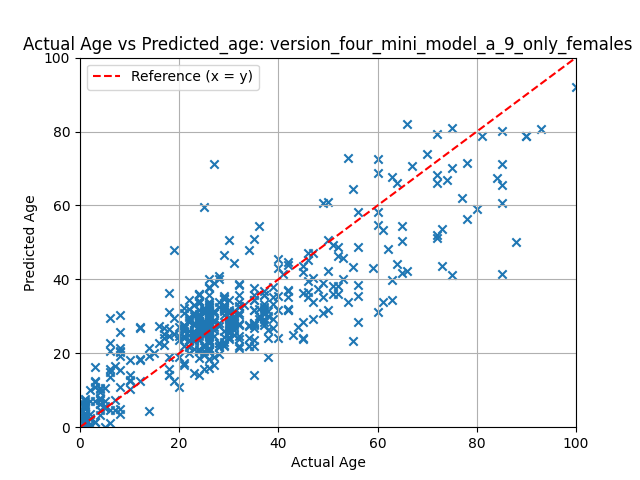 Actual Age vs Predicted_age: version_four_mini_model_a_9_only_females
Reference (x = y)
100
80
60
40
20
0
Predicted Age
0 20 40 60 80 100
Actual Age